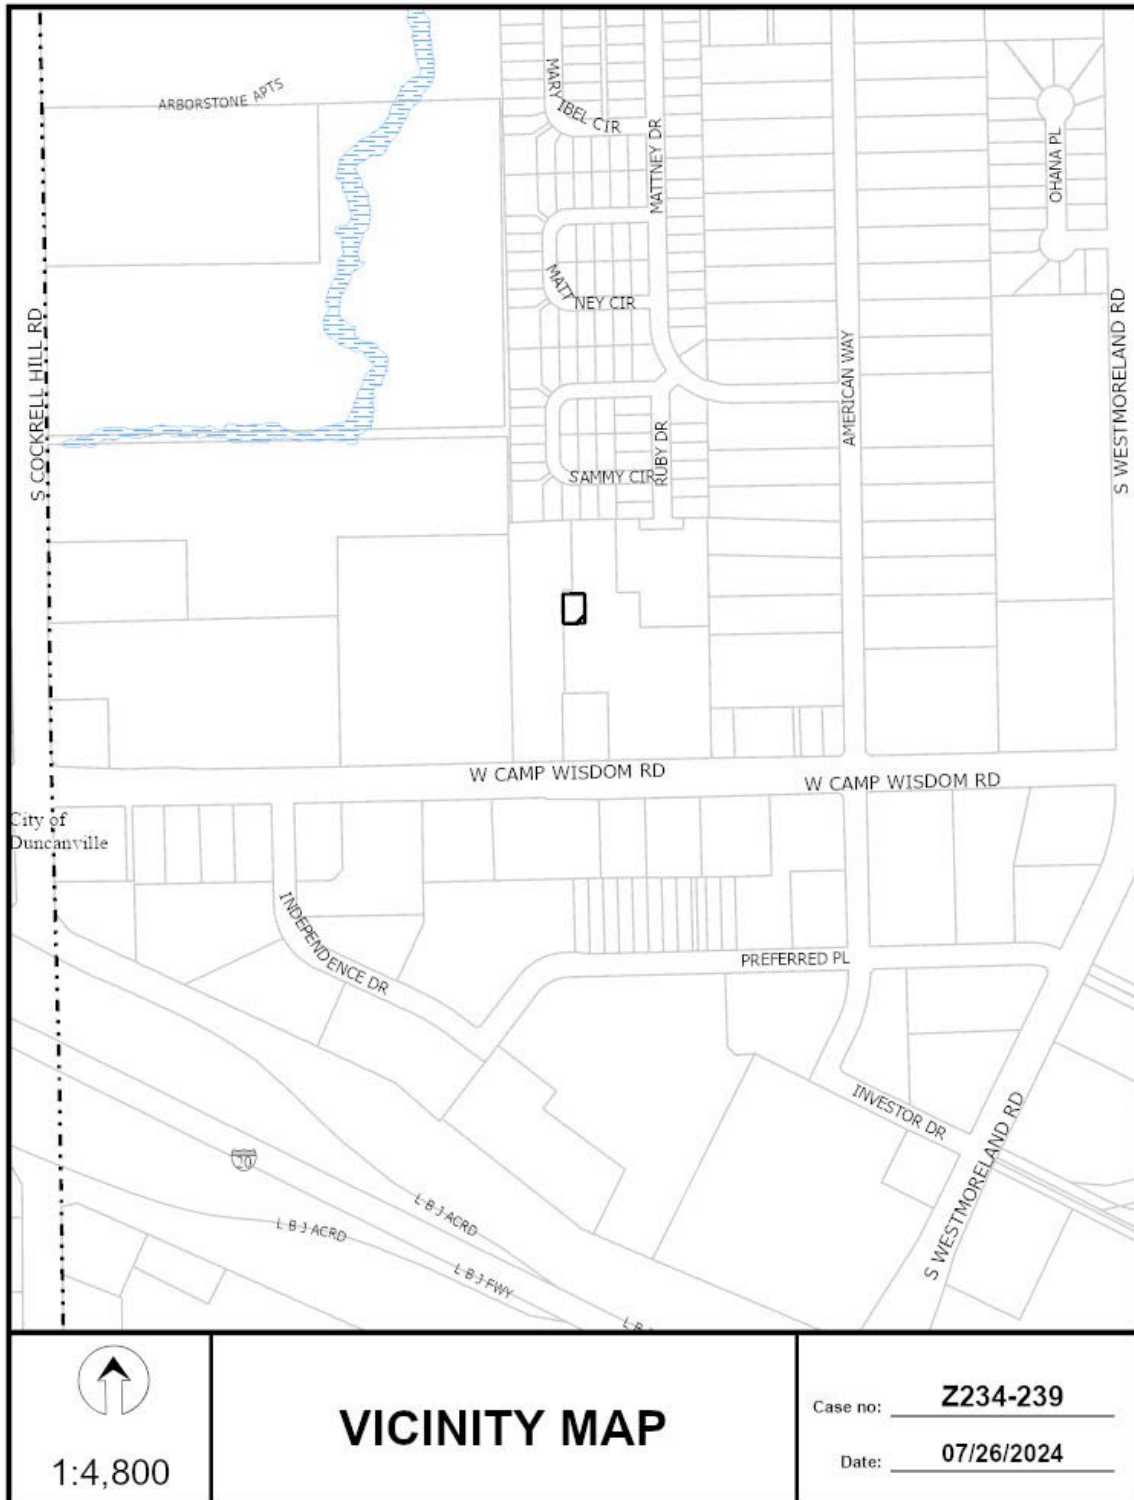 ARBORSTONE APTS
MARY IBEL CIR
MATTNEY DR
OHANA PL
MATTNEY CIR
S COCKRELL HILL RD
AMERICAN WAY
S WESTMORELAND RD
RUBY DR
SAMMY CIR
W CAMP WISDOM RD
W CAMP WISDOM RD
City of
Duncanville
INDEPENDENCE DR
PREFERRED PL
INVESTOR DR
S WESTMORELAND RD
20
L B J ACRD
L B J ACRD
L B J FWY
L B
1:4,800
VICINITY MAP
Case no: Z234-239
Date: 07/26/2024